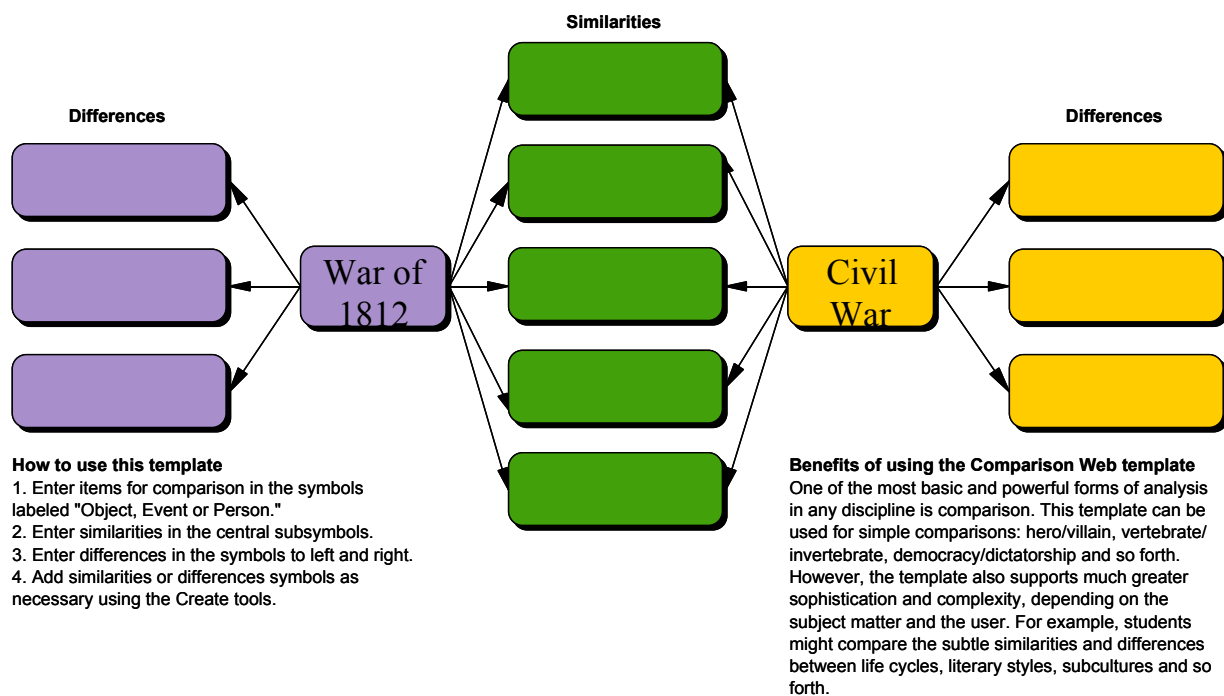 Similarities
Differences
Differences
War of
1812
Civil
War
How to use this template
1. Enter items for comparison in the symbols
labeled "Object, Event or Person."
2. Enter similarities in the central subsymbols.
3. Enter differences in the symbols to left and right.
4. Add similarities or differences symbols as
necessary using the Create tools.
Benefits of using the Comparison Web template
One of the most basic and powerful forms of analysis
in any discipline is comparison. This template can be
used for simple comparisons: hero/villain, vertebrate/
invertebrate, democracy/dictatorship and so forth.
However, the template also supports much greater
sophistication and complexity, depending on the
subject matter and the user. For example, students
might compare the subtle similarities and differences
between life cycles, literary styles, subcultures and so
forth.